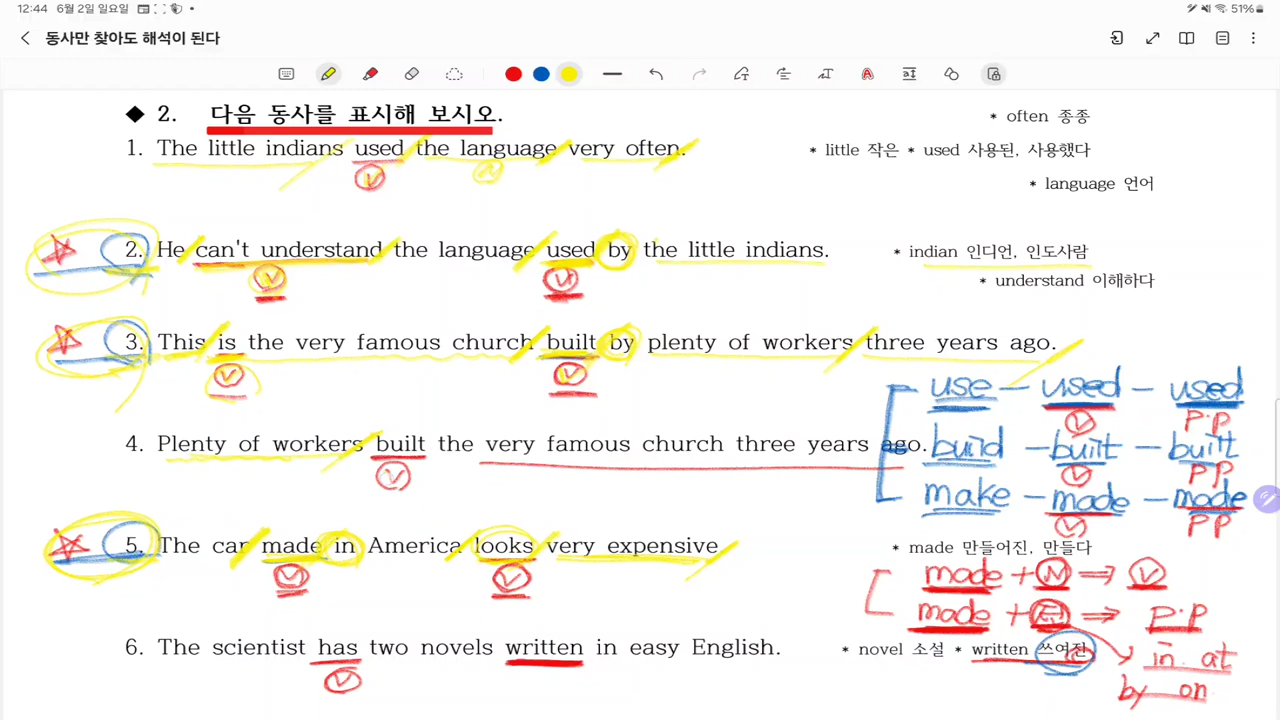 12:44 6월 2일 일요일 51%
동사만 찾아도 해석이 된다
◆ 2. 다음 동사를 표시해 보시오.
* often 종종
1. The little indians used the language very often.
* little 작은 * used 사용된, 사용했다
V N
* language 언어
2. He can't understand the language used by the little indians.
* indian 인디언, 인도사람
V V
* understand 이해하다
3. This is the very famous church built by plenty of workers three years ago.
V V
use - used - used
V P.P
4. Plenty of workers built the very famous church three years ago.
V
build - built - built
V PP
make - made - made
V PP
5. The car made in America looks very expensive.
* made 만들어진, 만들다
V V
made + N ⇒ V
made + 전 ⇒ P.P
6. The scientist has two novels written in easy English.
* novel 소설 * written 쓰여진
V
in at
by on